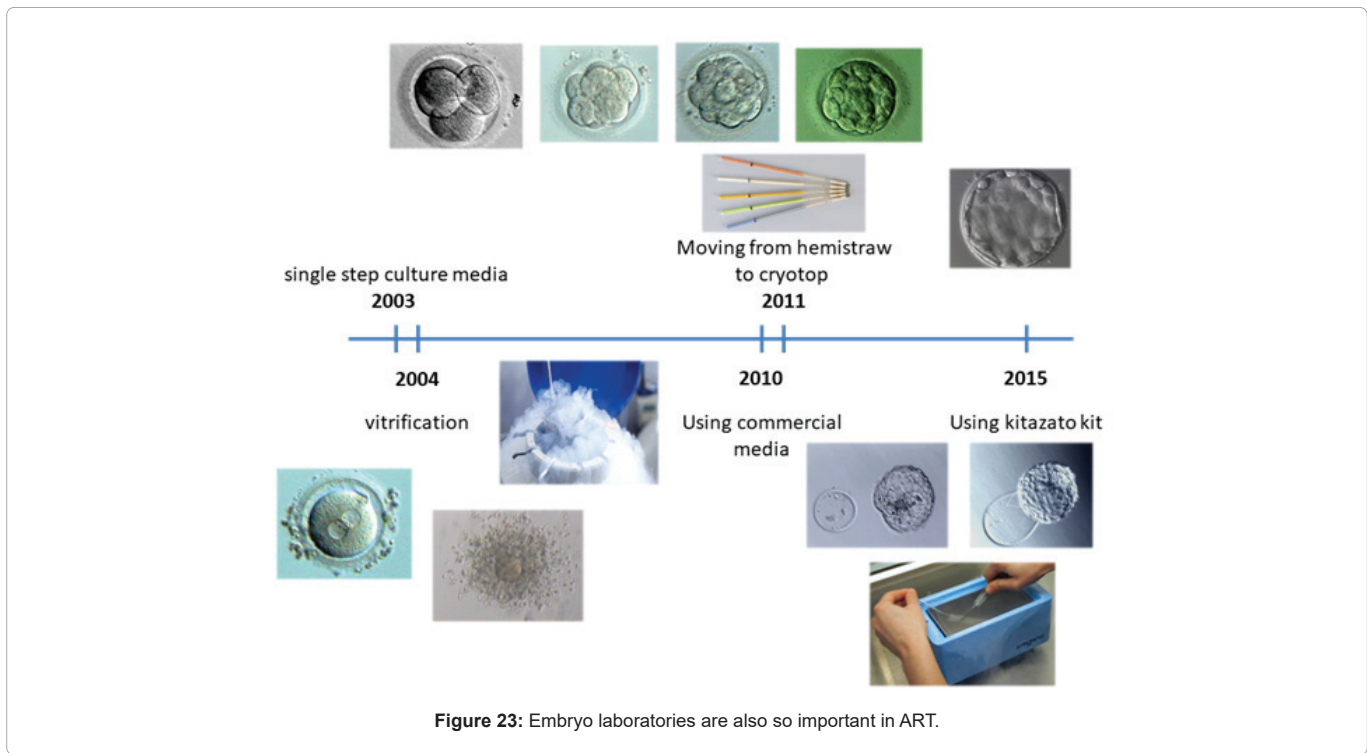 Moving from hemistraw
to cryotop
single step culture media
2003
2011
2004
2010
2015
vitrification
Using commercial
media
Using kitazato kit
Figure 23: Embryo laboratories are also so important in ART.